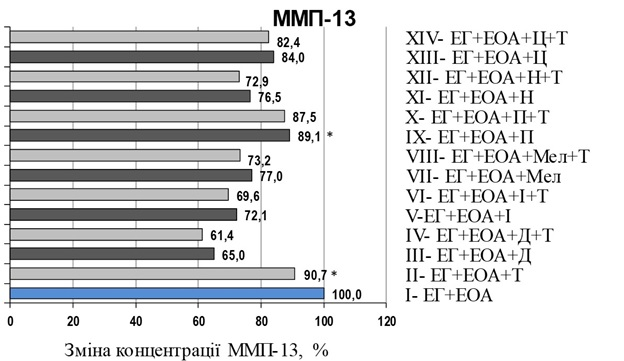 ММП-13
82,4 XIV- ЕГ+ЕОА+Ц+Т
84,0 XIII- ЕГ+ЕОА+Ц
72,9 XII- ЕГ+ЕОА+Н+Т
76,5 XI- ЕГ+ЕОА+Н
87,5 X- ЕГ+ЕОА+П+Т
89,1 * IX- ЕГ+ЕОА+П
73,2 VIII- ЕГ+ЕОА+Мел+Т
77,0 VII- ЕГ+ЕОА+Мел
69,6 VI- ЕГ+ЕОА+І+Т
72,1 V-ЕГ+ЕОА+І
61,4 IV- ЕГ+ЕОА+Д+Т
65,0 III- ЕГ+ЕОА+Д
90,7 * II- ЕГ+ЕОА+Т
100,0 I- ЕГ+ЕОА
0 20 40 60 80 100 120
Зміна концентрації ММП-13, %